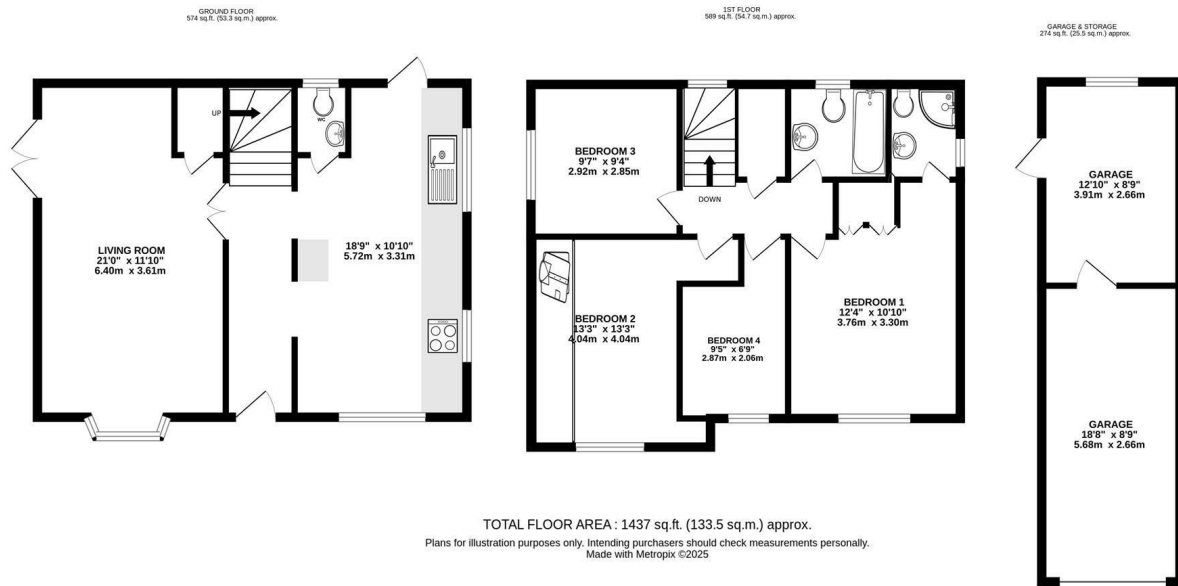 GROUND FLOOR
574 sq.ft. (53.3 sq.m.) approx.
UP
WC
LIVING ROOM
21'0" x 11'10"
6.40m x 3.61m
18'9" x 10'10"
5.72m x 3.31m
1ST FLOOR
589 sq.ft. (54.7 sq.m.) approx.
BEDROOM 3
9'7" x 9'4"
2.92m x 2.85m
DOWN
BEDROOM 2
13'3" x 13'3"
4.04m x 4.04m
BEDROOM 4
9'5" x 6'9"
2.87m x 2.06m
BEDROOM 1
12'4" x 10'10"
3.76m x 3.30m
GARAGE & STORAGE
274 sq.ft. (25.5 sq.m.) approx.
GARAGE
12'10" x 8'9"
3.91m x 2.66m
GARAGE
18'8" x 8'9"
5.68m x 2.66m
TOTAL FLOOR AREA : 1437 sq.ft. (133.5 sq.m.) approx.
Plans for illustration purposes only. Intending purchasers should check measurements personally.
Made with Metropix ©2025